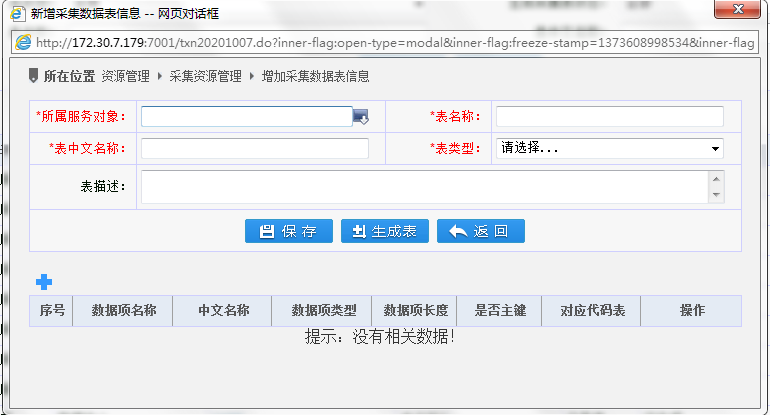 新增采集数据表信息 -- 网页对话框
http://172.30.7.179:7001/txn20201007.do?inner-flag:open-type=modal&inner-flag:freeze-stamp=1373608998534&inner-flag
所在位置 资源管理 采集资源管理 增加采集数据表信息
*所属服务对象： *表名称：
*表中文名称： *表类型： 请选择...
表描述：
保 存 生成表 返 回
序号 数据项名称 中文名称 数据项类型 数据项长度 是否主键 对应代码表 操作
提示：没有相关数据！